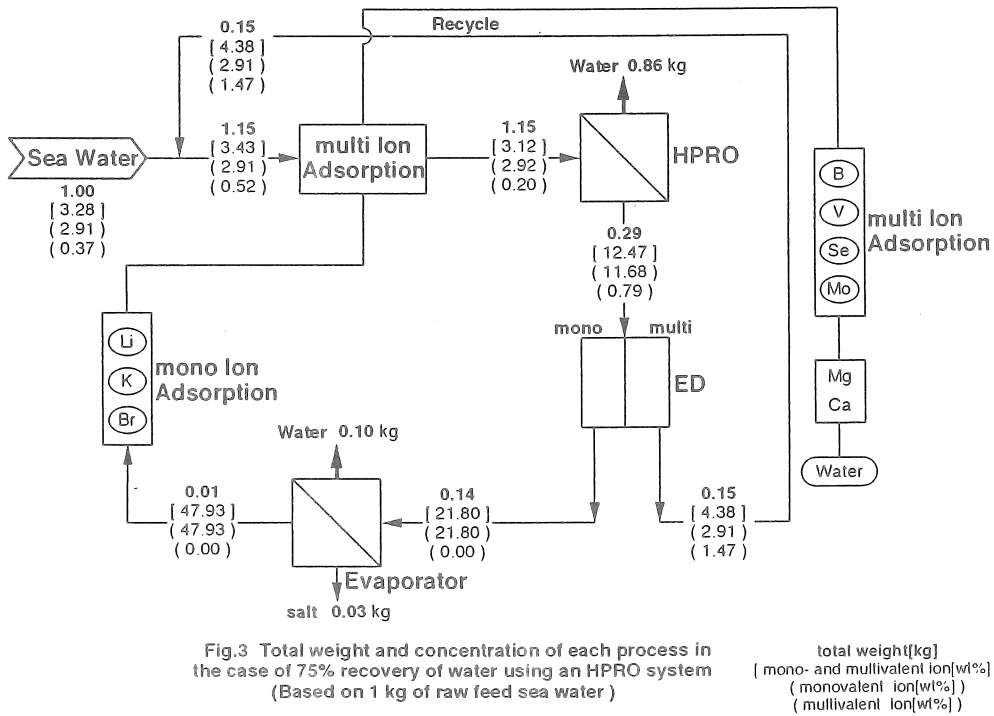 0.15
[ 4.38 ]
( 2.91 )
( 1.47 )
Recycle
Water 0.86 kg
Sea Water
1.00
[ 3.28 ]
( 2.91 )
( 0.37 )
1.15
[ 3.43 ]
( 2.91 )
( 0.52 )
multi Ion
Adsorption
1.15
[ 3.12 ]
( 2.92 )
( 0.20 )
HPRO
B
V
Se
Mo
multi Ion
Adsorption
0.29
[ 12.47 ]
( 11.68 )
( 0.79 )
mono multi
ED
Li
K
Br
mono Ion
Adsorption
Mg
Ca
Water
Water 0.10 kg
0.01
[ 47.93 ]
( 47.93 )
( 0.00 )
0.14
[ 21.80 ]
( 21.80 )
( 0.00 )
0.15
[ 4.38 ]
( 2.91 )
( 1.47 )
Evaporator
salt 0.03 kg
Fig.3 Total weight and concentration of each process in
the case of 75% recovery of water using an HPRO system
(Based on 1 kg of raw feed sea water )
total weight[kg]
[ mono- and mullivalent ion[wt%] ]
( monovalent ion[wt%] )
( mullivalent ion[wt%] )